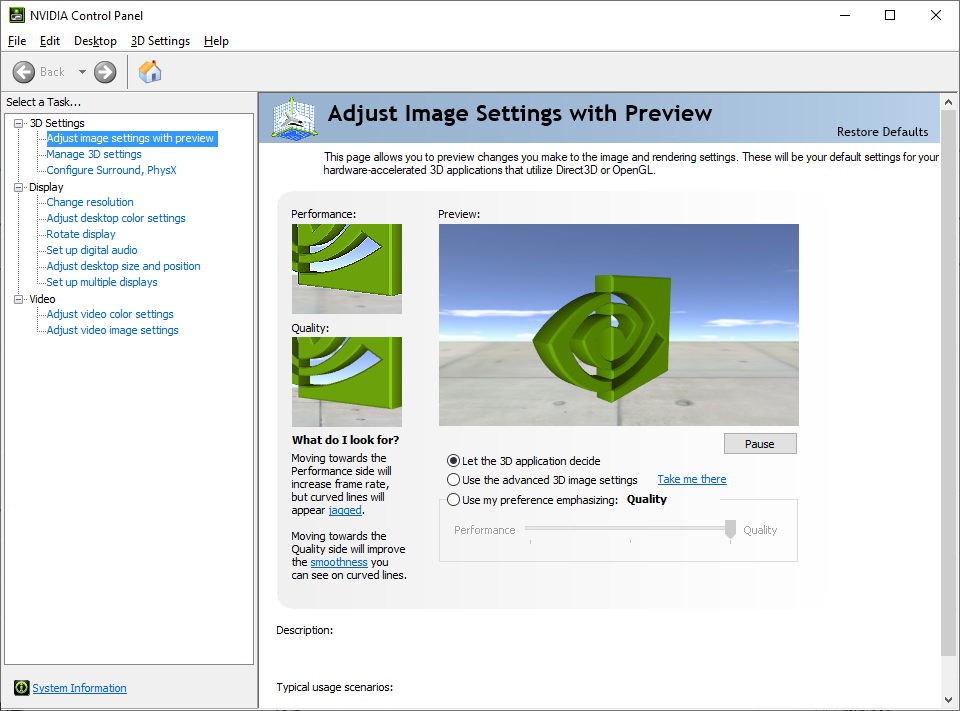 NVIDIA Control Panel
File Edit Desktop 3D Settings Help
Back
Select a Task...
3D Settings
Adjust image settings with preview
Manage 3D settings
Configure Surround, PhysX
Display
Change resolution
Adjust desktop color settings
Rotate display
Set up digital audio
Adjust desktop size and position
Set up multiple displays
Video
Adjust video color settings
Adjust video image settings
System Information
Adjust Image Settings with Preview
Restore Defaults
This page allows you to preview changes you make to the image and rendering settings. These will be your default settings for your
hardware-accelerated 3D applications that utilize Direct3D or OpenGL.
Performance:
Quality:
What do I look for?
Moving towards the
Performance side will
increase frame rate,
but curved lines will
appear jagged.
Moving towards the
Quality side will improve
the smoothness you
can see on curved lines.
Preview:
Pause
Let the 3D application decide
Use the advanced 3D image settings Take me there
Use my preference emphasizing: Quality
Performance Quality
Description:
Typical usage scenarios: